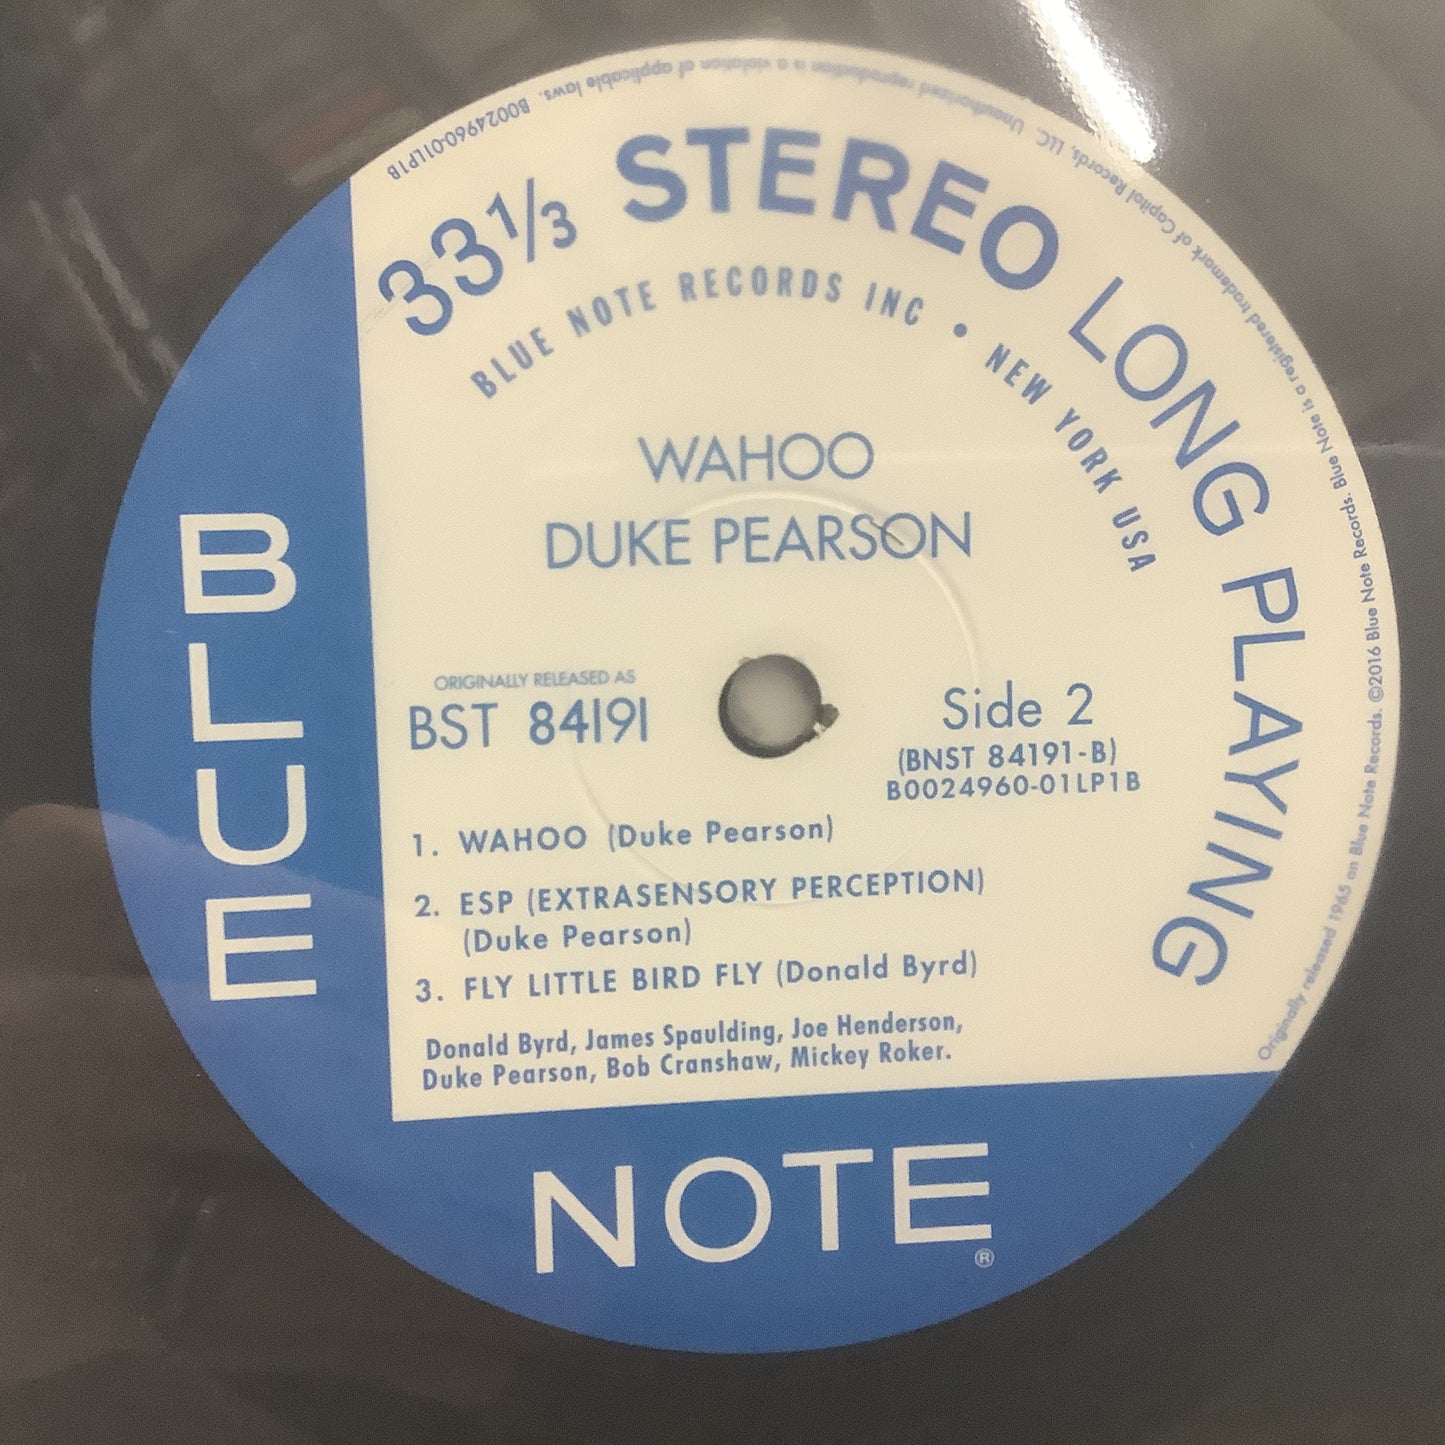 33 1/3 STEREO LONG PLAYING
BLUE NOTE RECORDS INC • NEW YORK USA
WAHOO
DUKE PEARSON
ORIGINALLY RELEASED AS
BST 84191
Side 2
(BNST 84191-B)
B0024960-01LP1B
1. WAHOO (Duke Pearson)
2. ESP (EXTRASENSORY PERCEPTION)
(Duke Pearson)
3. FLY LITTLE BIRD FLY (Donald Byrd)
Donald Byrd, James Spaulding, Joe Henderson,
Duke Pearson, Bob Cranshaw, Mickey Roker.
BLUE
NOTE®
Originally released 1965 on Blue Note Records. ©2016 Blue Note Records. Blue Note is a registered trademark of Capitol Records, LLC. Unauthorized reproduction is a violation of applicable laws. B0024960-01LP1B